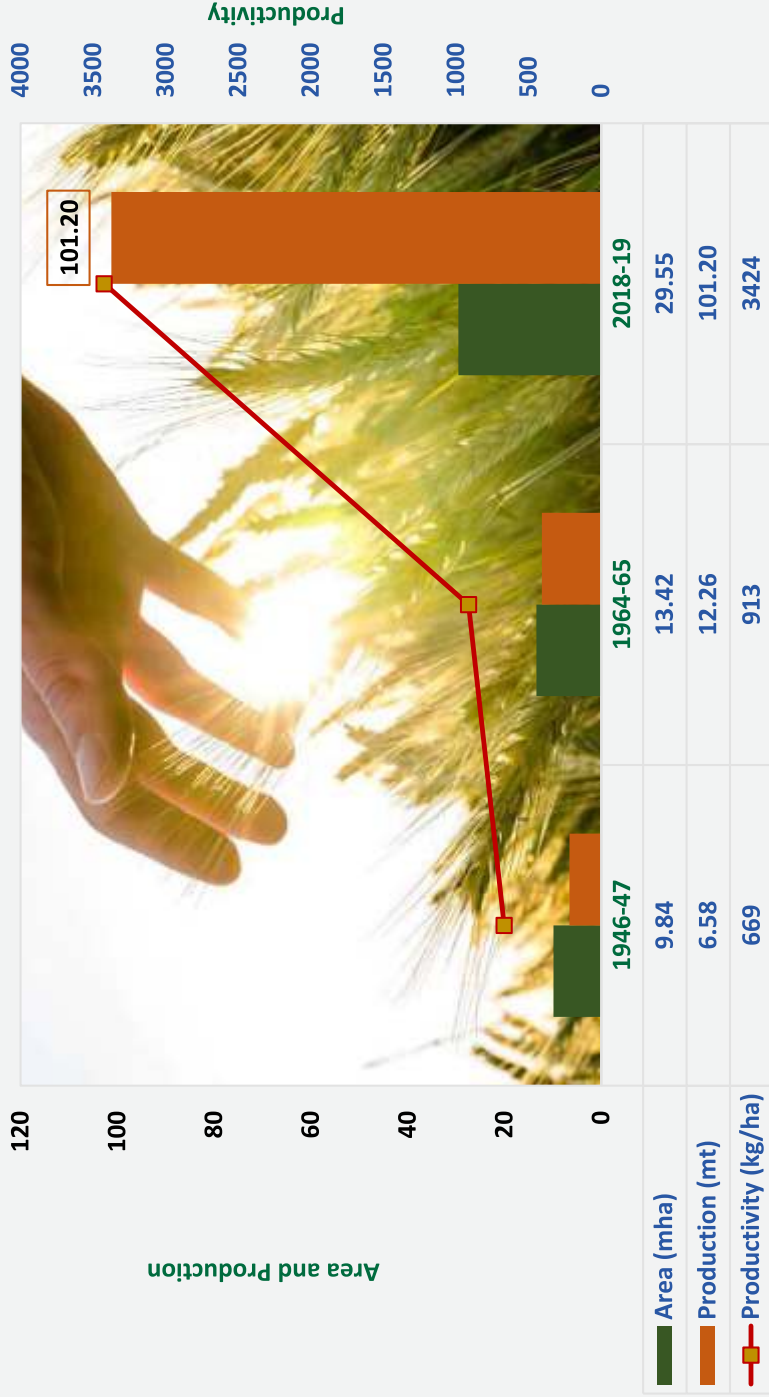 Area and Production
120
100
80
60
40
20
0
101.20
Productivity
4000
3500
3000
2500
2000
1500
1000
500
0
1946-47 1964-65 2018-19
Area (mha) 9.84 13.42 29.55
Production (mt) 6.58 12.26 101.20
Productivity (kg/ha) 669 913 3424